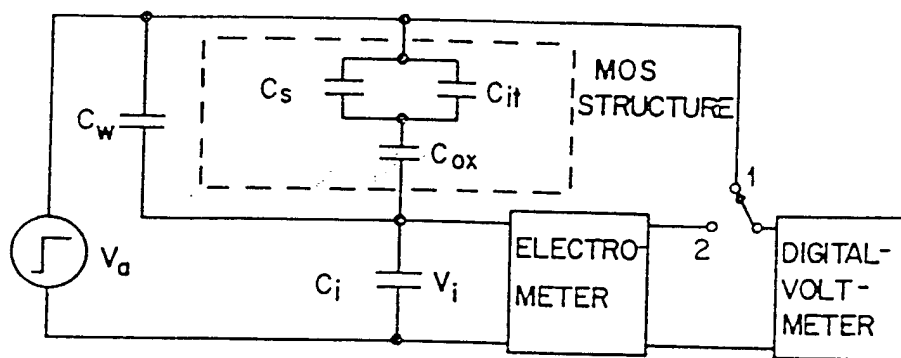 MOS
STRUCTURE
Cs
Cit
Cw
Cox
1
2
Va
Ci
Vi
ELECTRO-
METER
DIGITAL-
VOLT-
METER